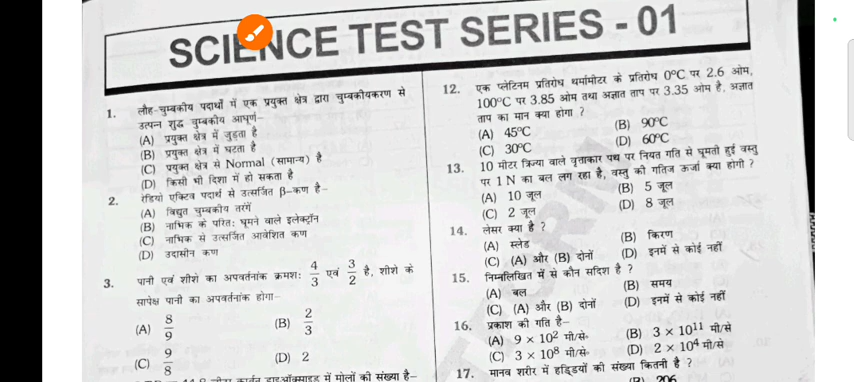 SCIENCE TEST SERIES - 01
1. लौह-चुम्बकीय पदार्थों में एक प्रयुक्त क्षेत्र द्वारा चुम्बकीयकरण से
उत्पन्न शुद्ध चुम्बकीय आघूर्ण–
(A) प्रयुक्त क्षेत्र में जुड़ता है
(B) प्रयुक्त क्षेत्र में घटता है
(C) प्रयुक्त क्षेत्र से Normal (सामान्य) है
(D) किसी भी दिशा में हो सकता है
2. रेडियो एक्टिव पदार्थ से उत्सर्जित β-कण है–
(A) विद्युत चुम्बकीय तरंगें
(B) नाभिक के परितः घूमने वाले इलेक्ट्रॉन
(C) नाभिक से उत्सर्जित आवेशित कण
(D) उदासीन कण
3. पानी एवं शीशे का अपवर्तनांक क्रमशः 4/3 एवं 3/2 है, शीशे के
सापेक्ष पानी का अपवर्तनांक होगा–
(A) 8/9 (B) 2/3
(C) 9/8 (D) 2
कार्बन डाइऑक्साइड में मोलों की संख्या है–
12. एक प्लेटिनम प्रतिरोध थर्मामीटर के प्रतिरोध 0°C पर 2.6 ओम,
100°C पर 3.85 ओम तथा अज्ञात ताप पर 3.35 ओम है, अज्ञात
ताप का मान क्या होगा ?
(A) 45°C (B) 90°C
(C) 30°C (D) 60°C
13. 10 मीटर त्रिज्या वाले वृत्ताकार पथ पर नियत गति से घूमती हुई वस्तु
पर 1 N का बल लग रहा है, वस्तु की गतिज ऊर्जा क्या होगी ?
(A) 10 जूल (B) 5 जूल
(C) 2 जूल (D) 8 जूल
14. लेसर क्या है ?
(A) स्लेड (B) किरण
(C) (A) और (B) दोनों (D) इनमें से कोई नहीं
15. निम्नलिखित में से कौन सदिश है ?
(A) बल (B) समय
(C) (A) और (B) दोनों (D) इनमें से कोई नहीं
16. प्रकाश की गति है–
(A) 9 × 10² मी/से॰ (B) 3 × 10¹¹ मी/से
(C) 3 × 10⁸ मी/से॰ (D) 2 × 10⁴ मी/से
17. मानव शरीर में हड्डियों की संख्या कितनी है ?
(B) 206